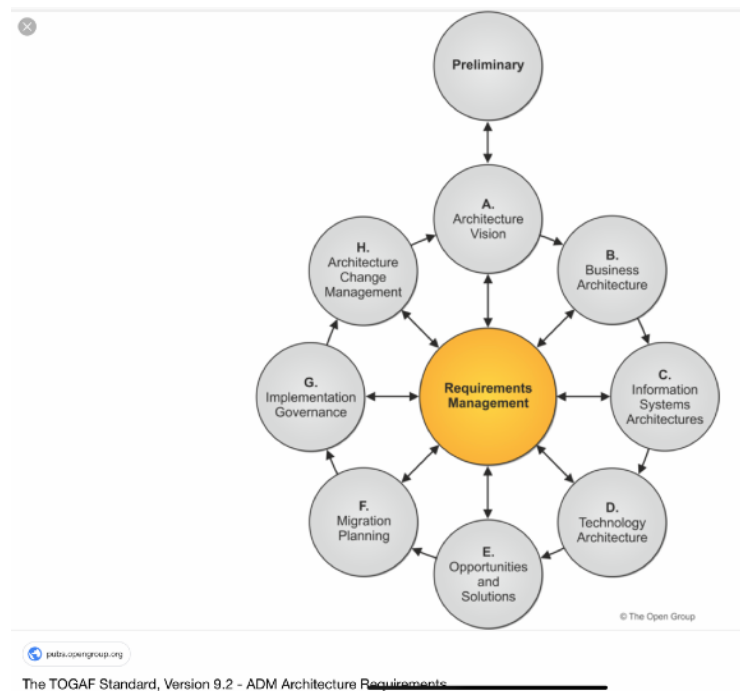 Preliminary
A.
Architecture
Vision
B.
Business
Architecture
C.
Information
Systems
Architectures
D.
Technology
Architecture
E.
Opportunities
and
Solutions
F.
Migration
Planning
G.
Implementation
Governance
H.
Architecture
Change
Management
Requirements
Management
© The Open Group
pubs.opengroup.org
The TOGAF Standard, Version 9.2 - ADM Architecture Requirements